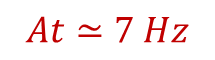 At ≃ 7 Hz